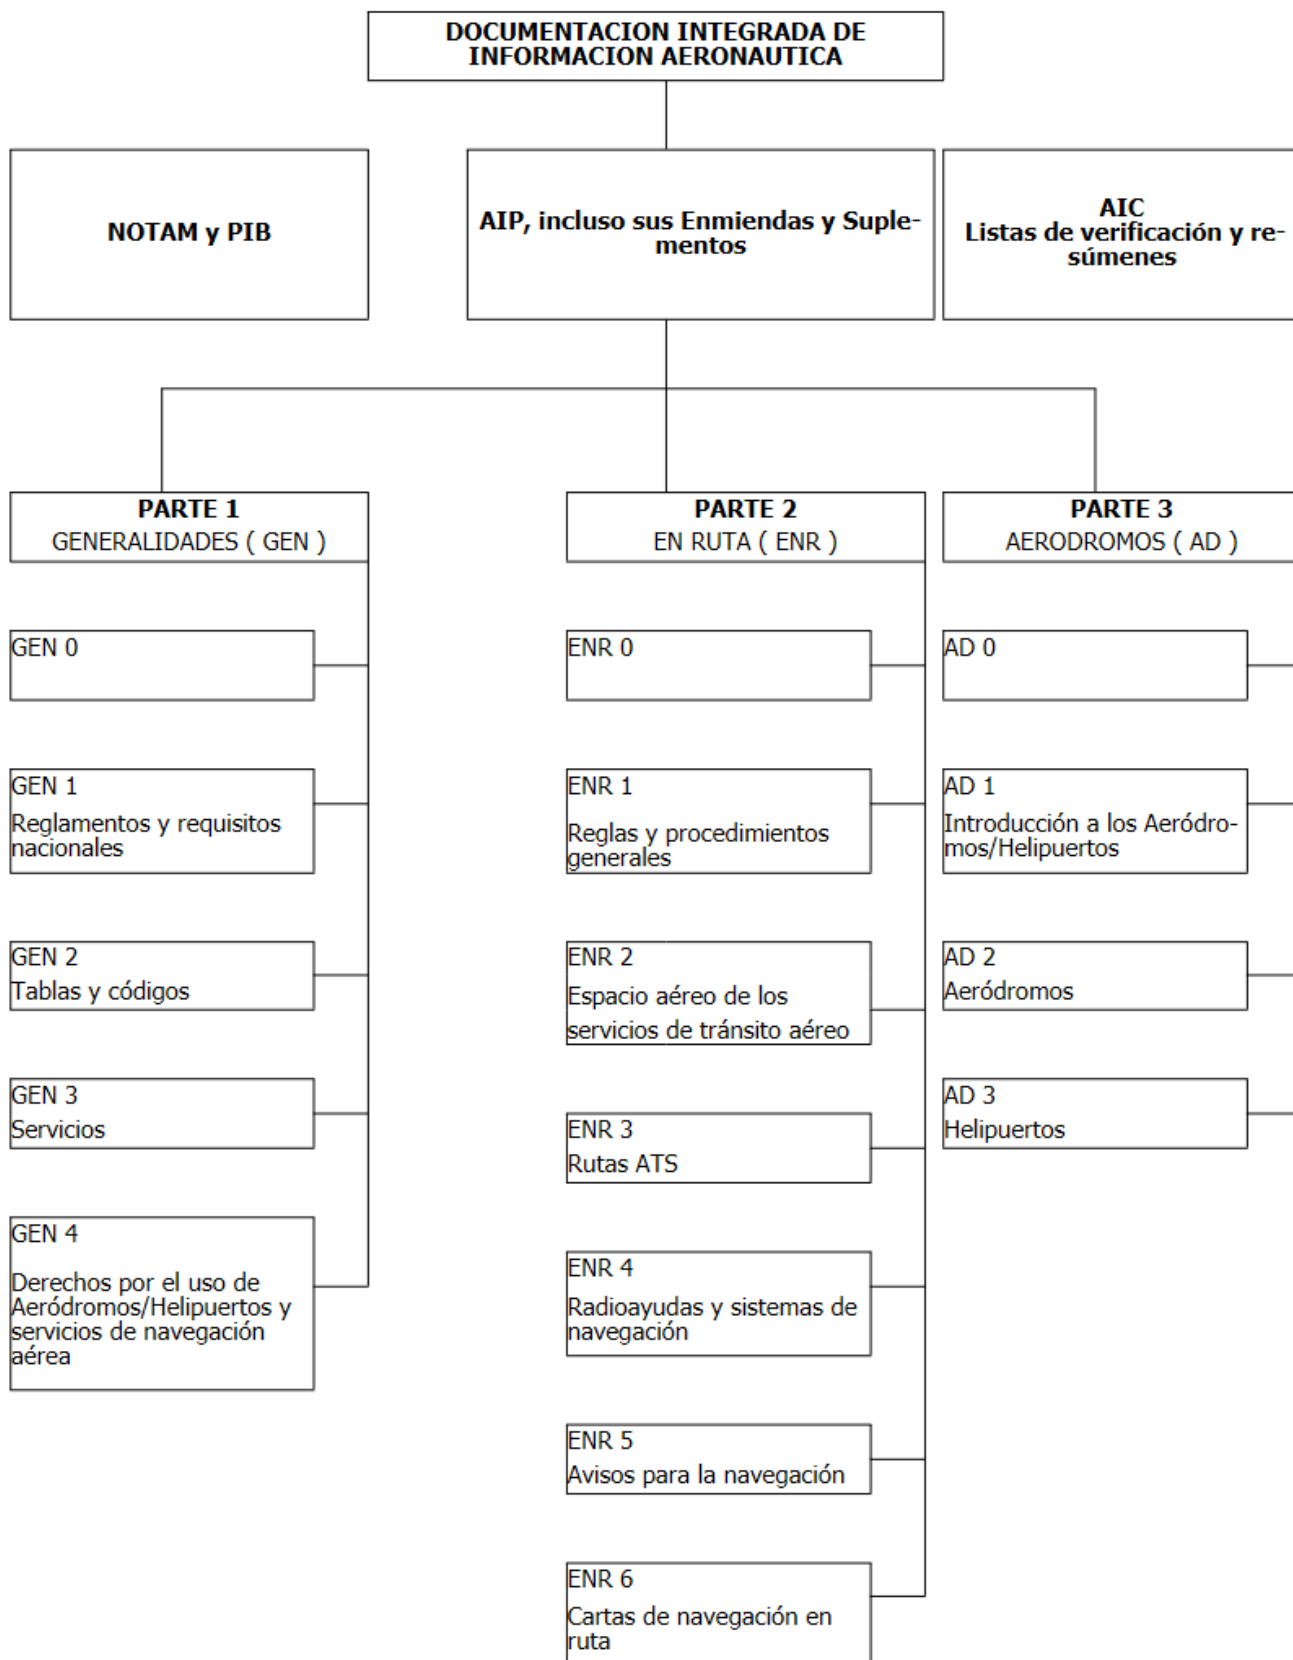 DOCUMENTACION INTEGRADA DE
INFORMACION AERONAUTICA
NOTAM y PIB
AIP, incluso sus Enmiendas y Suple-
mentos
AIC
Listas de verificación y re-
súmenes
PARTE 1
GENERALIDADES ( GEN )
PARTE 2
EN RUTA ( ENR )
PARTE 3
AERODROMOS ( AD )
GEN 0
ENR 0
AD 0
GEN 1
Reglamentos y requisitos
nacionales
ENR 1
Reglas y procedimientos
generales
AD 1
Introducción a los Aeródro-
mos/Helipuertos
GEN 2
Tablas y códigos
ENR 2
Espacio aéreo de los
servicios de tránsito aéreo
AD 2
Aeródromos
GEN 3
Servicios
ENR 3
Rutas ATS
AD 3
Helipuertos
GEN 4
Derechos por el uso de
Aeródromos/Helipuertos y
servicios de navegación
aérea
ENR 4
Radioayudas y sistemas de
navegación
ENR 5
Avisos para la navegación
ENR 6
Cartas de navegación en
ruta